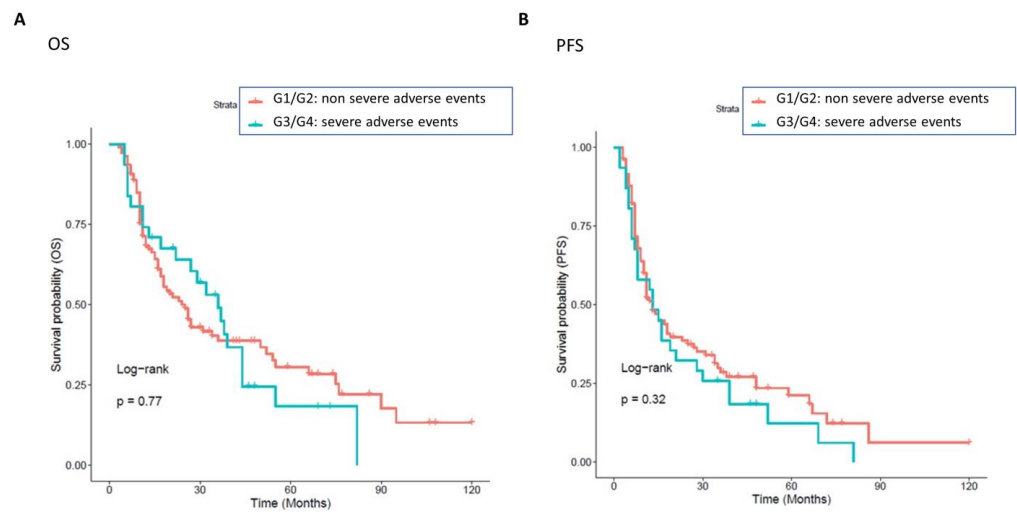 A
OS
Strata
G1/G2: non severe adverse events
G3/G4: severe adverse events
1.00
0.75
0.50
0.25
0.00
Survival probability (OS)
Log-rank
p = 0.77
0 30 60 90 120
Time (Months)
B
PFS
Strata
G1/G2: non severe adverse events
G3/G4: severe adverse events
1.00
0.75
0.50
0.25
0.00
Survival probability (PFS)
Log-rank
p = 0.32
0 30 60 90 120
Time (Months)